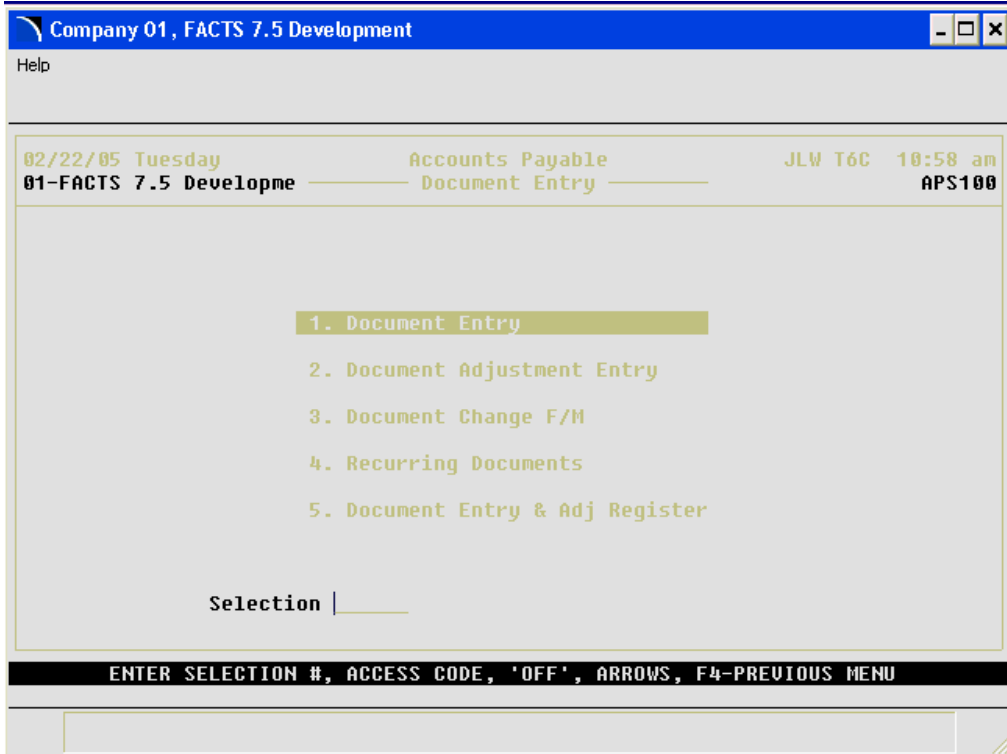 Company 01, FACTS 7.5 Development
Help
02/22/05 Tuesday Accounts Payable JLW T6C 10:58 am
01-FACTS 7.5 Developme Document Entry APS100
1. Document Entry
2. Document Adjustment Entry
3. Document Change F/M
4. Recurring Documents
5. Document Entry & Adj Register
Selection
ENTER SELECTION #, ACCESS CODE, 'OFF', ARROWS, F4-PREVIOUS MENU